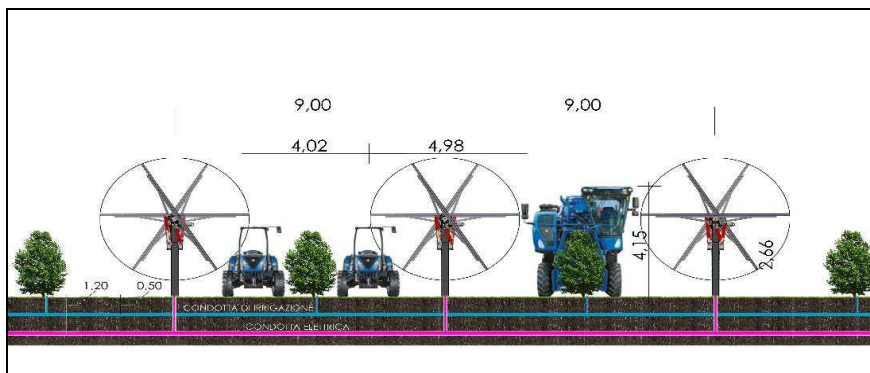 9,00 9,00
4,02 4,98
4,15
2,66
1,20 0,50
CONDOTTA DI IRRIGAZIONE
CONDOTTA ELETTRICA